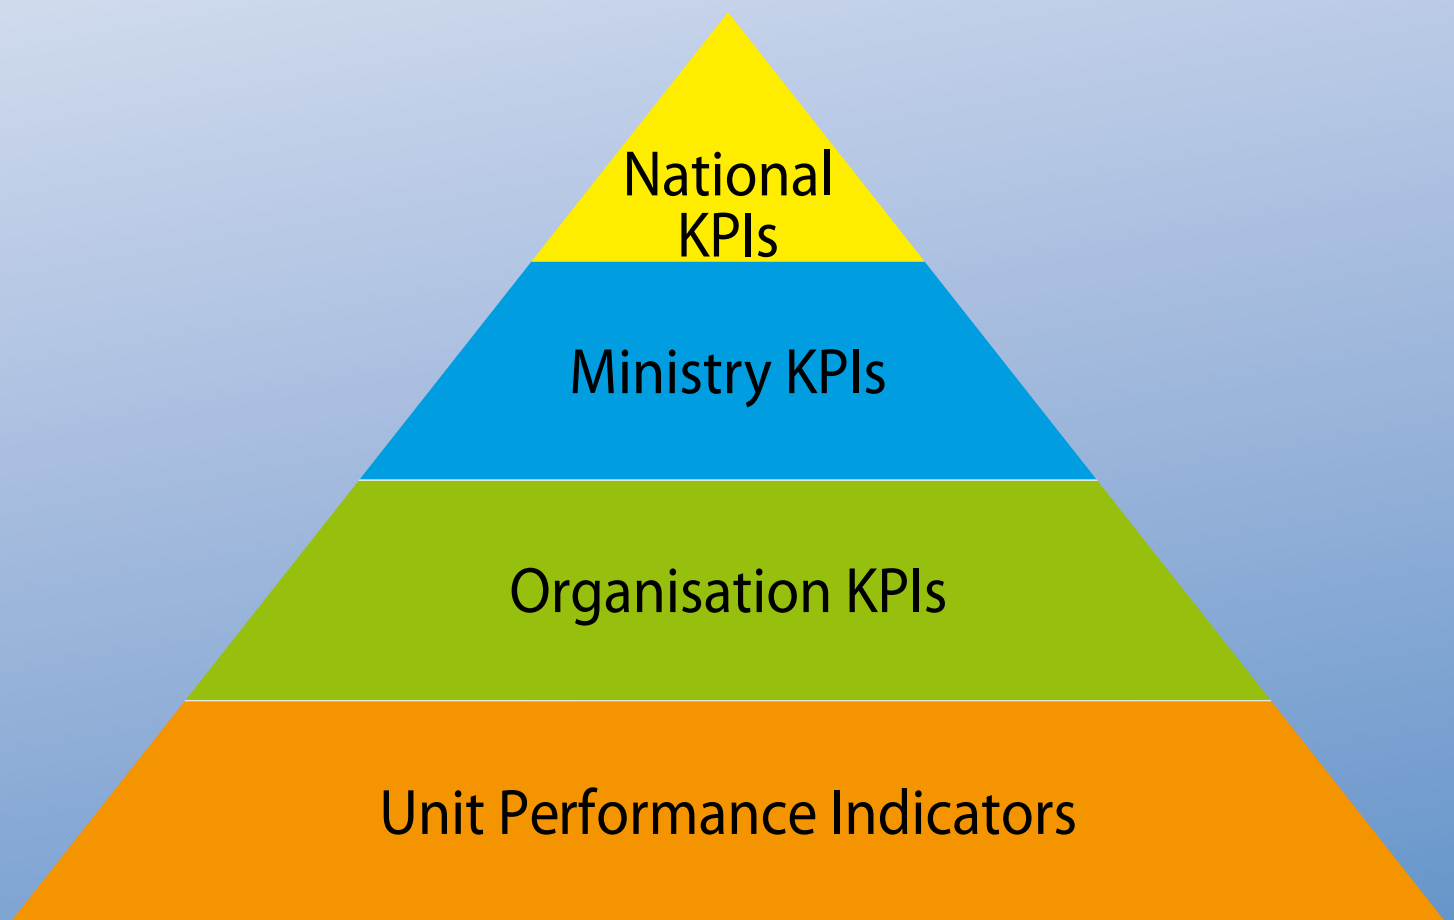 National
KPIs
Ministry KPIs
Organisation KPIs
Unit Performance Indicators